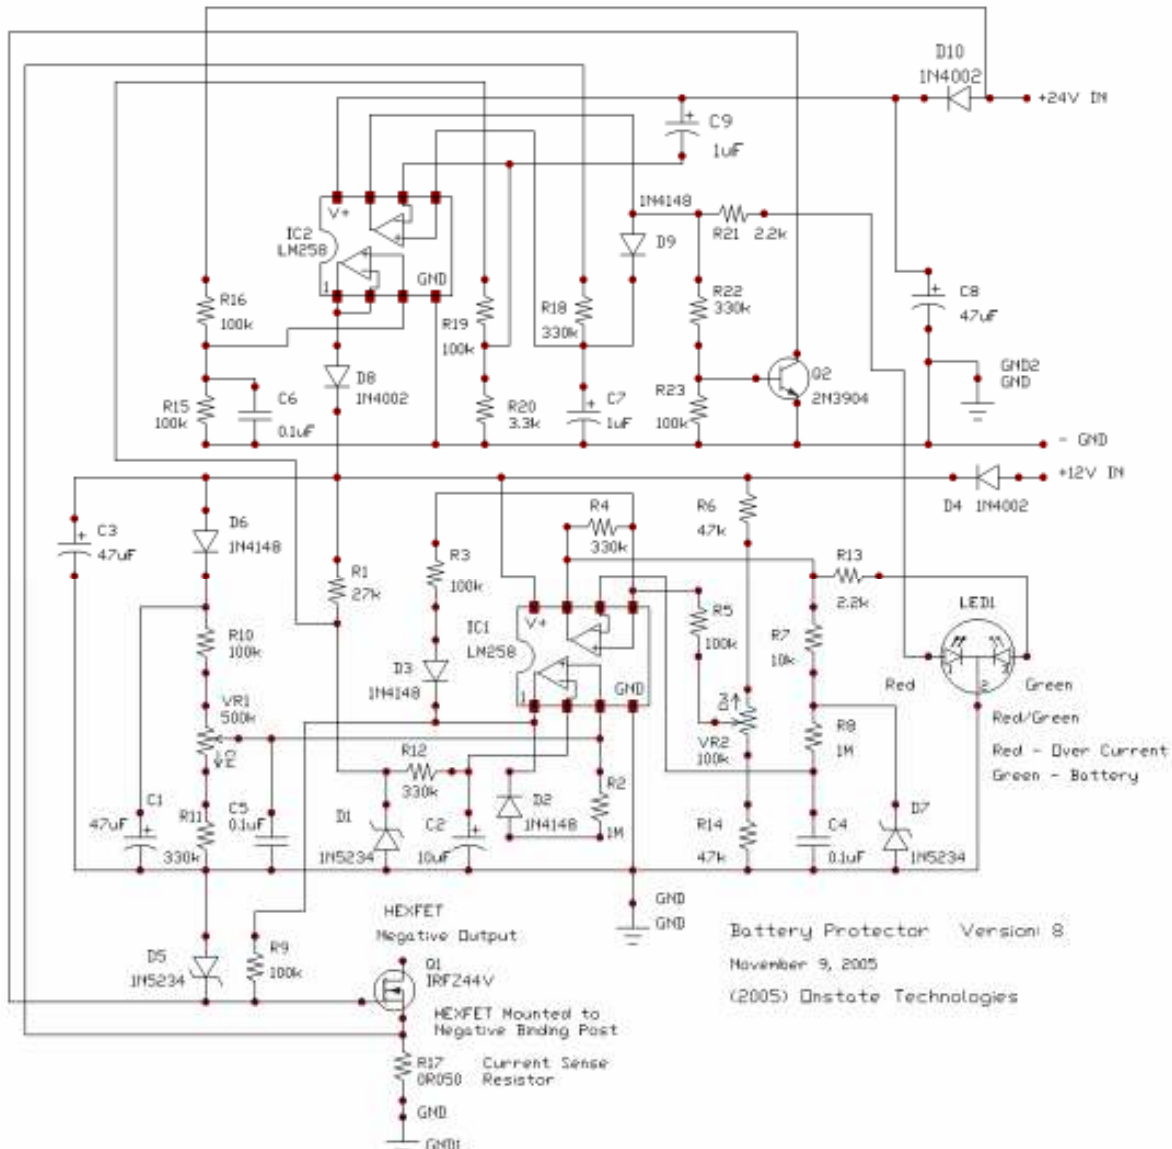 D10
1N4002
+24V IN
C9
1uF
1N4148
V+
IC2
LM258
GND
1
R21 2.2k
D9
R16
100k
R19
100k
R18
330k
R22
330k
C8
47uF
GND2
GND
D8
1N4002
Q2
2N3904
R15
100k
C6
0.1uF
R20
3.3k
C7
1uF
R23
100k
- GND
+12V IN
D4 1N4002
C3
47uF
D6
1N4148
R4
330k
R6
47k
R3
100k
R1
27k
R13
2.2k
LED1
IC1
LM258
V+
GND
1
R5
100k
R10
100k
R7
10k
D3
1N4148
1
3
2
Red
Green
Red/Green
VR1
500k
VR2
100k
R8
1M
Red - Over Current
Green - Battery
R12
330k
R2
1M
D2
1N4148
C1
47uF
R11
330k
C5
0.1uF
D1
1N5234
C2
10uF
R14
47k
C4
0.1uF
D7
1N5234
GND
GND
HEXFET
Negative Output
Battery Protector Version: 8
November 9, 2005
(2005) Onstate Technologies
D5
1N5234
R9
100k
Q1
IRFZ44V
HEXFET Mounted to
Negative Binding Post
R17
0R050
Current Sense
Resistor
GND
GND1